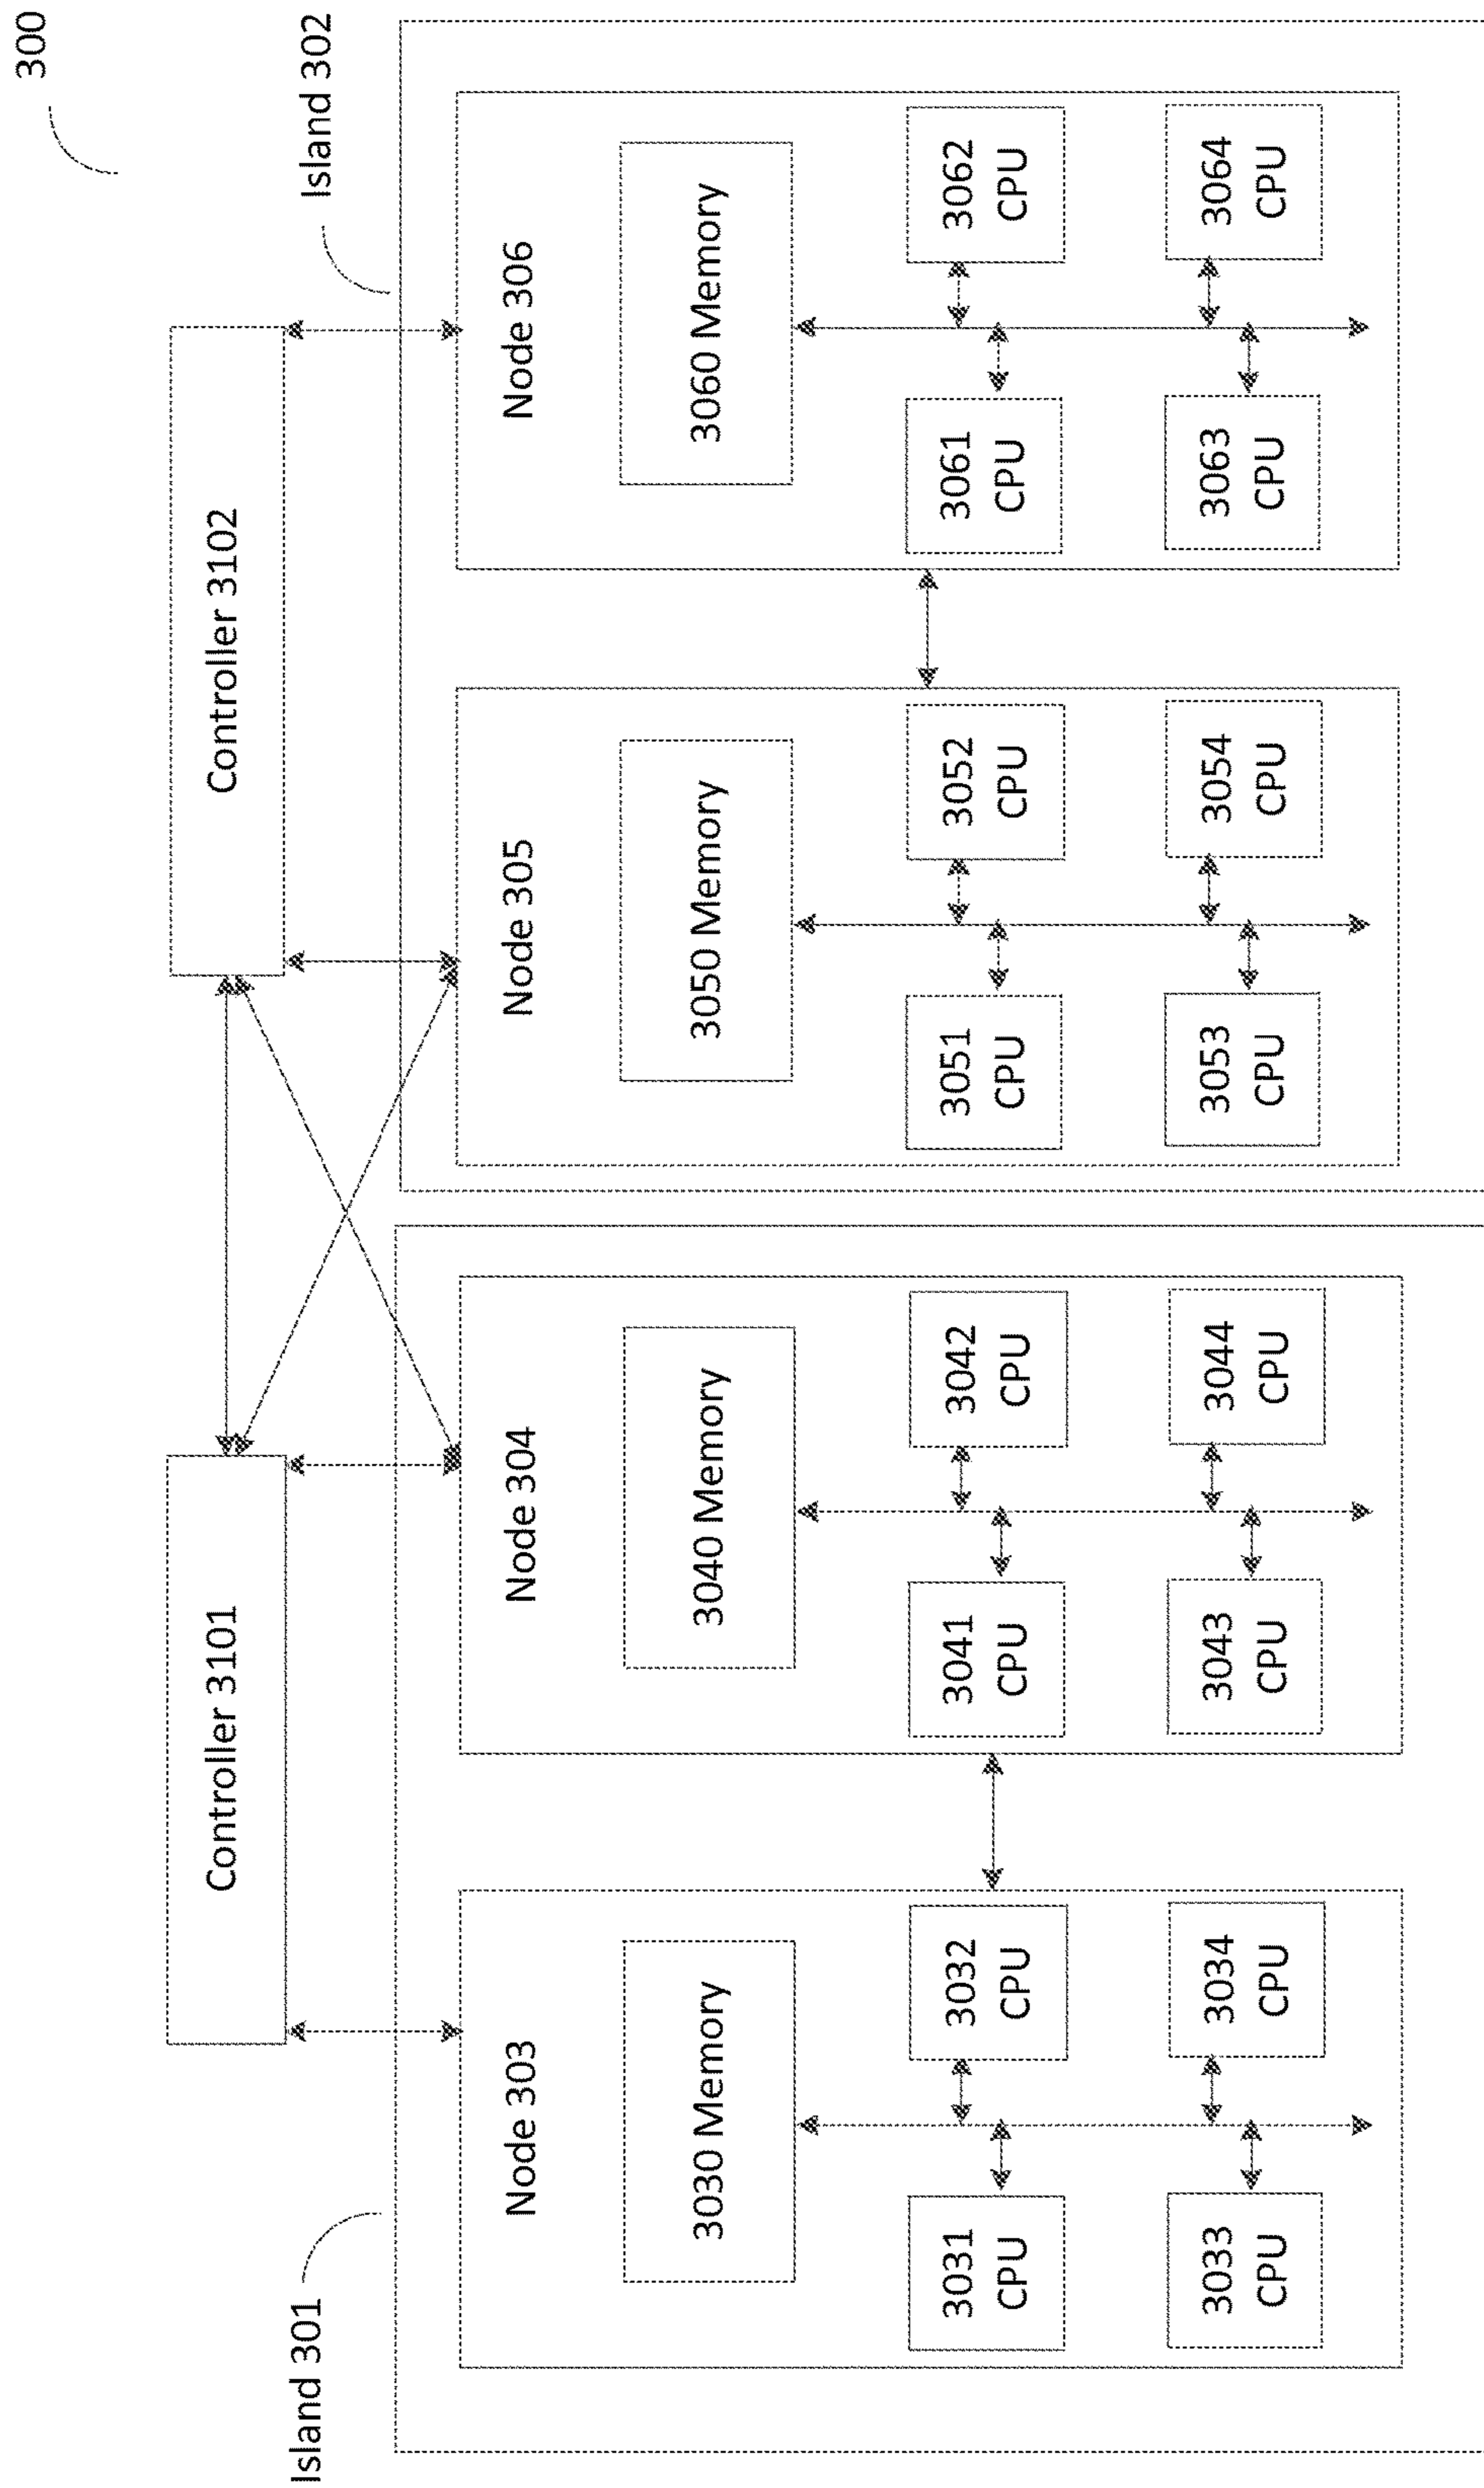 300
Island 301
Island 302
Controller 3101
Controller 3102
Node 303
3030 Memory
3031
CPU
3032
CPU
3033
CPU
3034
CPU
Node 304
3040 Memory
3041
CPU
3042
CPU
3043
CPU
3044
CPU
Node 305
3050 Memory
3051
CPU
3052
CPU
3053
CPU
3054
CPU
Node 306
3060 Memory
3061
CPU
3062
CPU
3063
CPU
3064
CPU